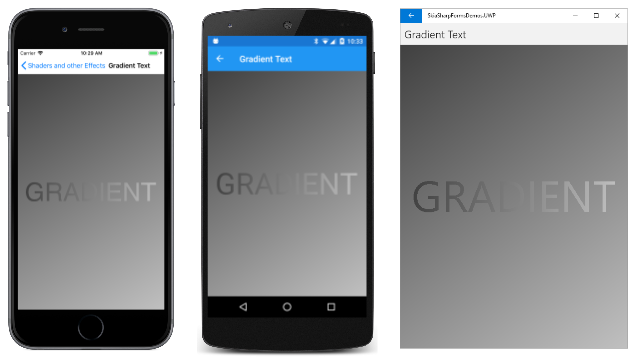 Carrier 10:29 AM
Shaders and other Effects Gradient Text
GRADIENT
10:33
Gradient Text
GRADIENT
SkiaSharpFormsDemos.UWP
Gradient Text
GRADIENT